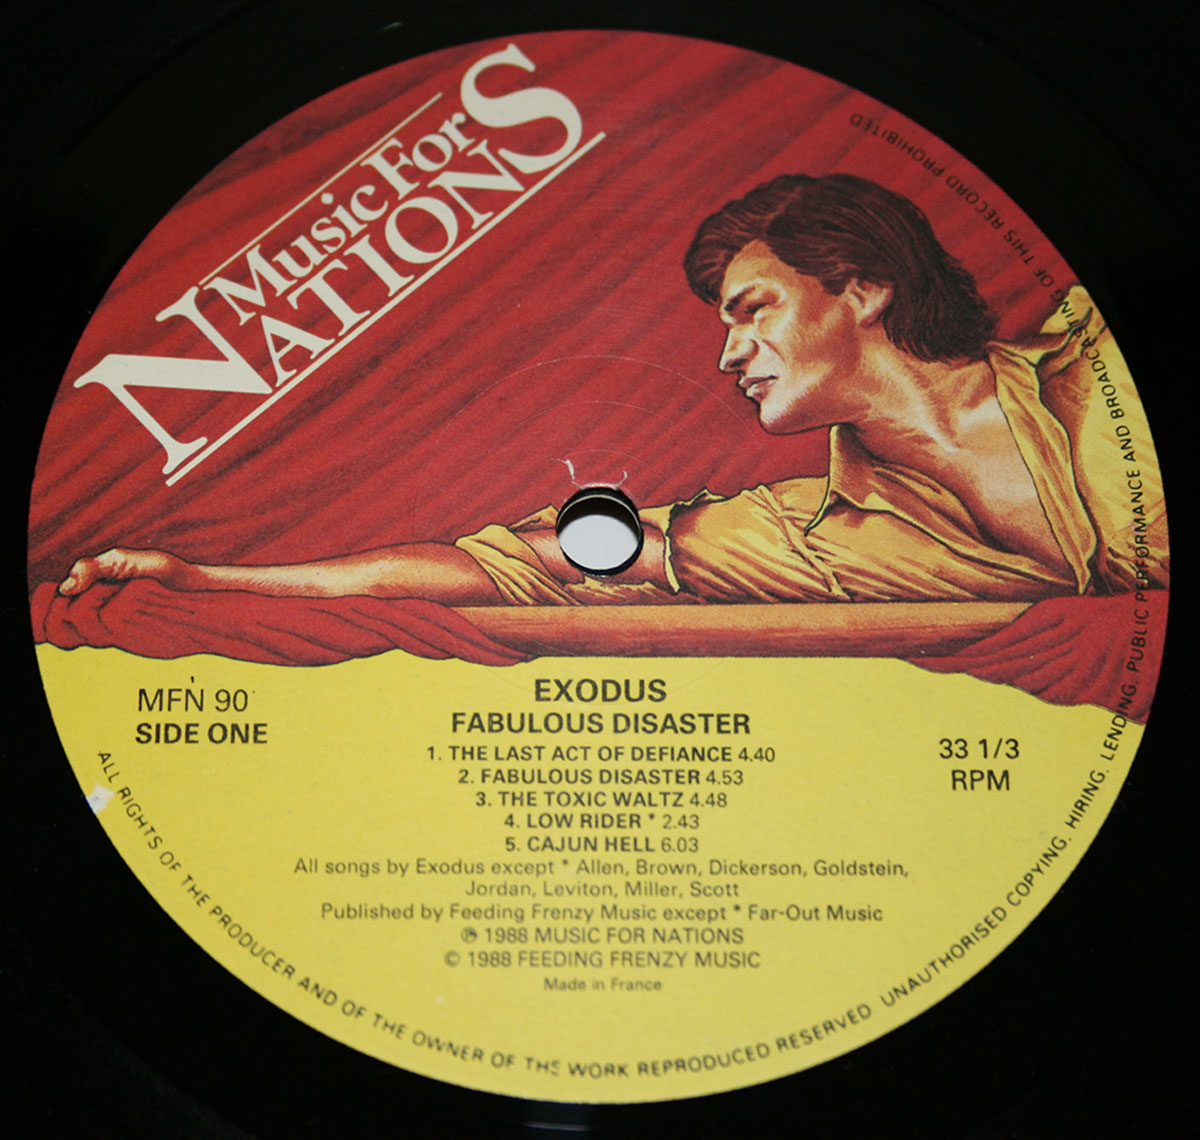 Music For
NATIONS
MFN 90
SIDE ONE
EXODUS
FABULOUS DISASTER
1. THE LAST ACT OF DEFIANCE 4.40
2. FABULOUS DISASTER 4.53
3. THE TOXIC WALTZ 4.48
4. LOW RIDER * 2.43
5. CAJUN HELL 6.03
33 1/3
RPM
All songs by Exodus except * Allen, Brown, Dickerson, Goldstein,
Jordan, Leviton, Miller, Scott
Published by Feeding Frenzy Music except * Far-Out Music
℗ 1988 MUSIC FOR NATIONS
© 1988 FEEDING FRENZY MUSIC
Made in France
ALL RIGHTS OF THE PRODUCER AND OF THE OWNER OF THE WORK REPRODUCED RESERVED. UNAUTHORISED COPYING, HIRING, LENDING, PUBLIC PERFORMANCE AND BROADCASTING OF THIS RECORD PROHIBITED